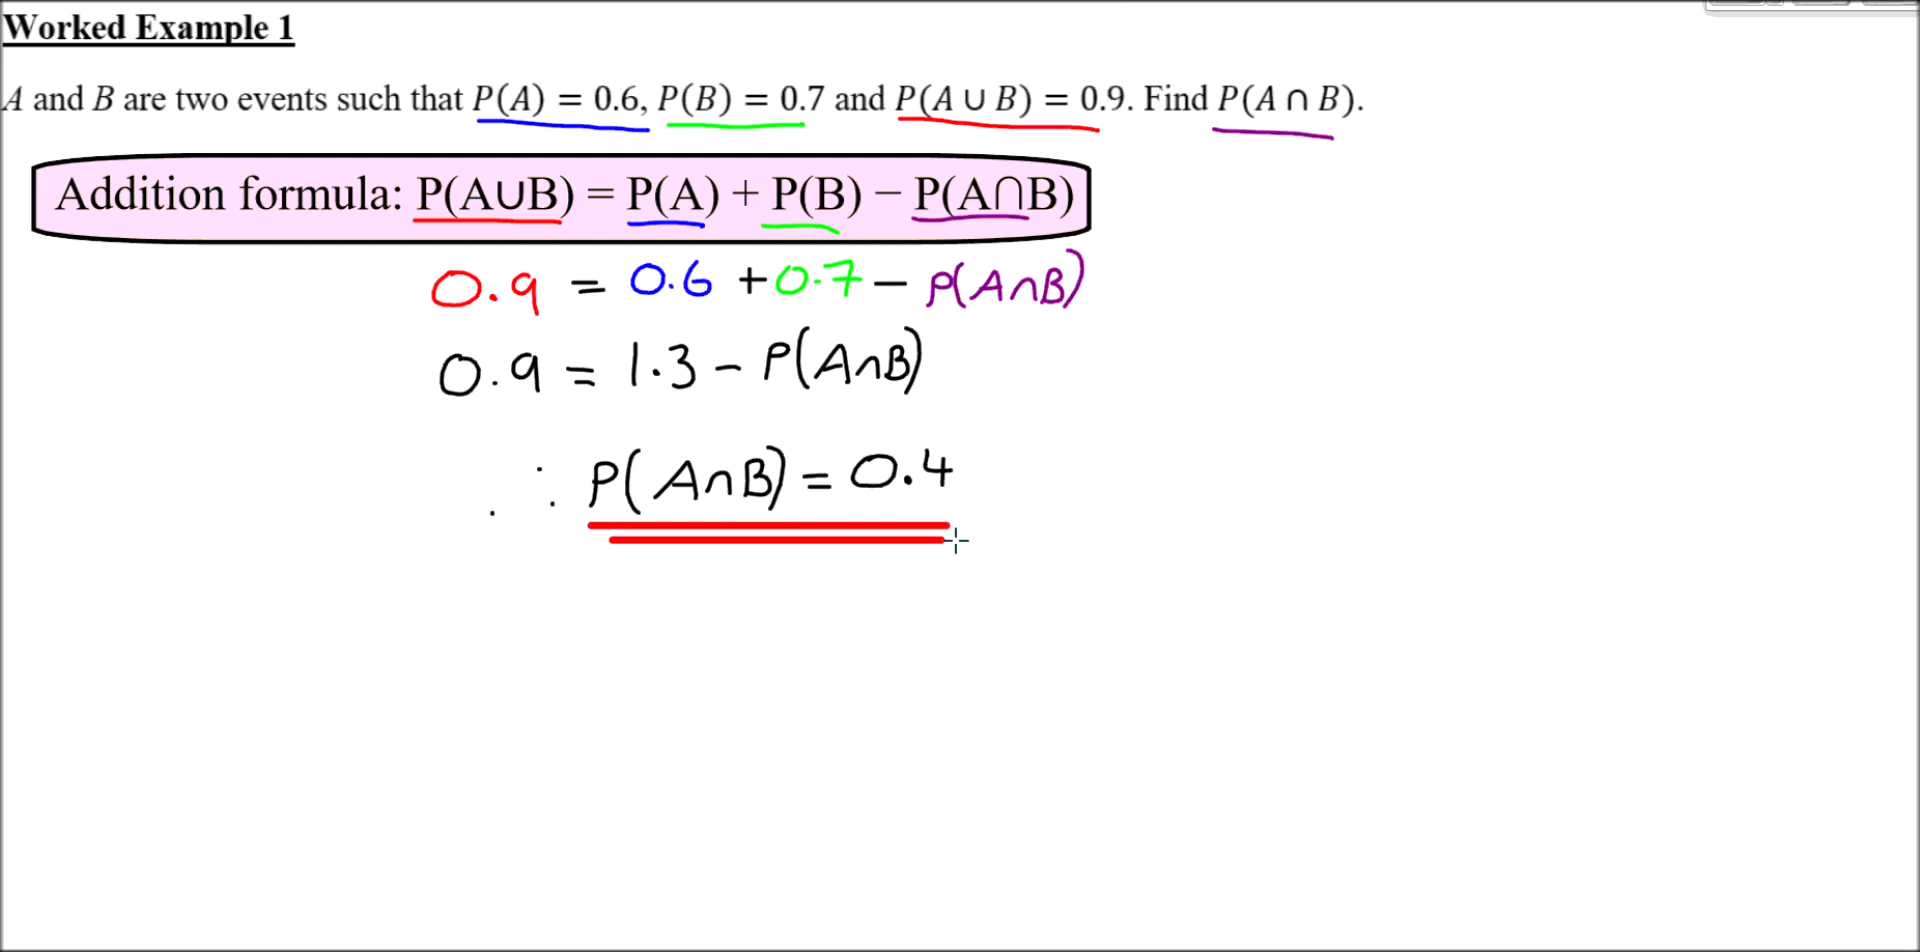 Worked Example 1
A and B are two events such that P(A) = 0.6, P(B) = 0.7 and P(A ∪ B) = 0.9. Find P(A ∩ B).
Addition formula: P(A∪B) = P(A) + P(B) − P(A∩B)
0.9 = 0.6 + 0.7 − P(A∩B)
0.9 = 1.3 − P(A∩B)
∴ P(A∩B) = 0.4